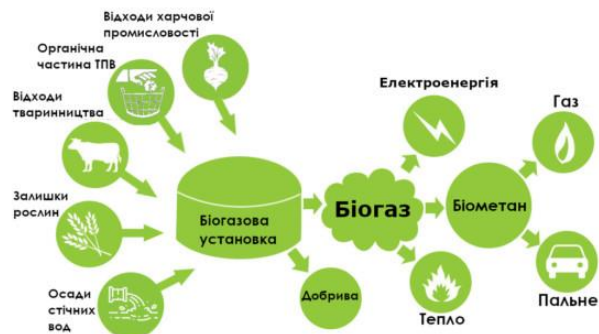 Відходи харчової
промисловості
Органічна
частина ТПВ
Відходи
тваринництва
Залишки
рослин
Осади
стічних
вод
Біогазова
установка
Добрива
Біогаз
Електроенергія
Тепло
Біометан
Газ
Пальне